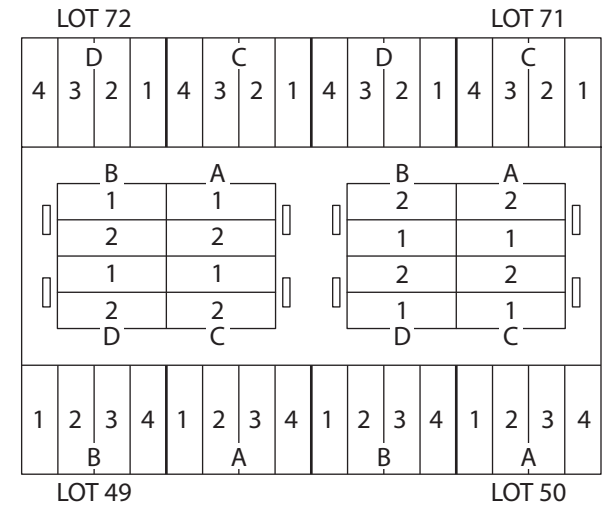 LOT 72 LOT 71
D C D C
4 3 2 1 4 3 2 1 4 3 2 1 4 3 2 1
B A B A
1 1 2 2
2 2 1 1
1 1 2 2
2 2 1 1
D C D C
1 2 3 4 1 2 3 4 1 2 3 4 1 2 3 4
B A B A
LOT 49 LOT 50